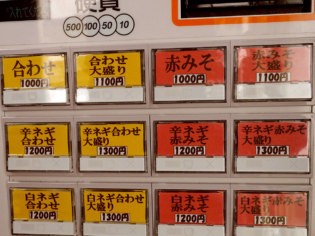 入れて
硬貨
500 100 50 10
合わせ
1000円
合わせ
大盛り
1100円
赤みそ
1000円
赤みそ
大盛り
1100円
辛ネギ
合わせ
1200円
辛ネギ合わせ
大盛り
1300円
辛ネギ
赤みそ
1200円
辛ネギ赤みそ
大盛り
1300円
白ネギ
合わせ
1200円
白ネギ合わせ
大盛り
1300円
白ネギ
赤みそ
1200円
白ネギ赤みそ
大盛り
1300円